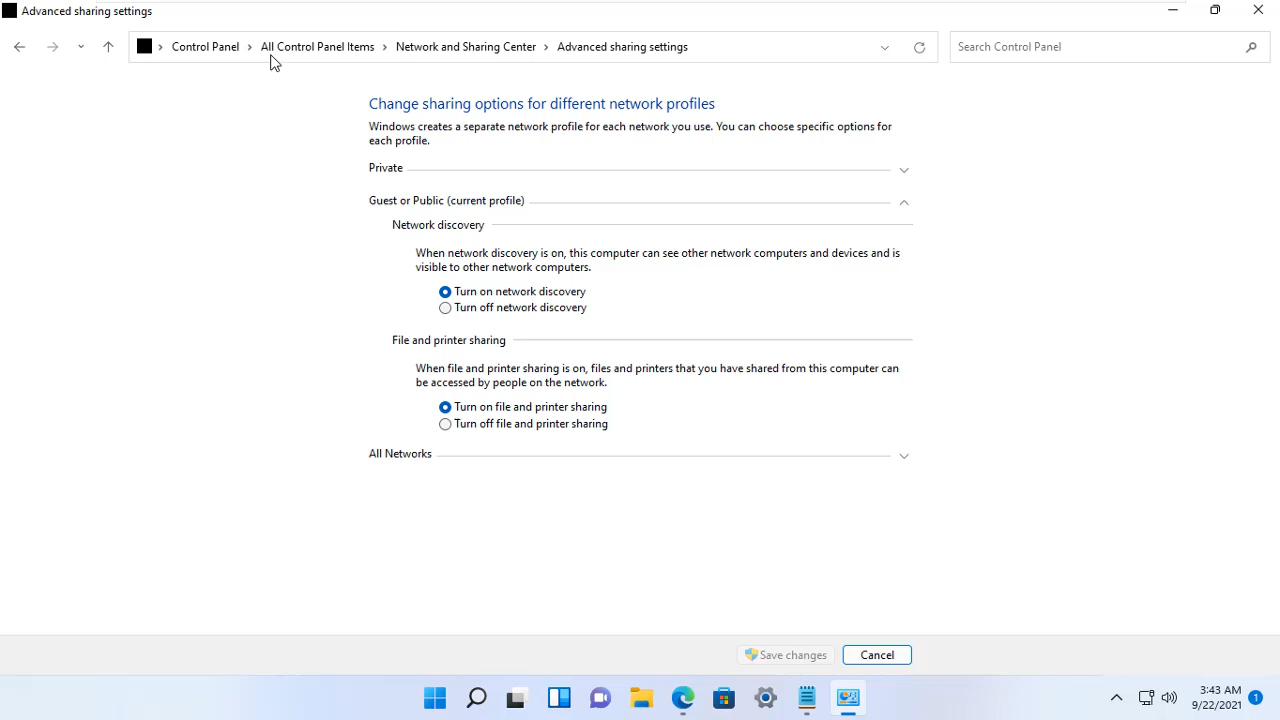 Advanced sharing settings
Control Panel
All Control Panel Items
Network and Sharing Center
Advanced sharing settings
Search Control Panel
Change sharing options for different network profiles
Windows creates a separate network profile for each network you use. You can choose specific options for
each profile.
Private
Guest or Public (current profile)
Network discovery
When network discovery is on, this computer can see other network computers and devices and is
visible to other network computers.
Turn on network discovery
Turn off network discovery
File and printer sharing
When file and printer sharing is on, files and printers that you have shared from this computer can
be accessed by people on the network.
Turn on file and printer sharing
Turn off file and printer sharing
All Networks
Save changes
Cancel
3:43 AM
9/22/2021
1